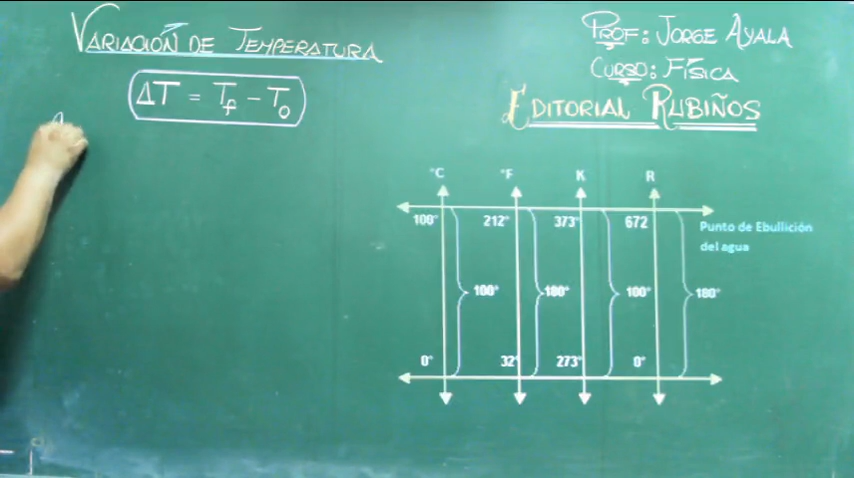 VARIACIÓN DE TEMPERATURA
ΔT = Tf - To
PROF: JORGE AYALA
CURSO: FÍSICA
EDITORIAL RUBIÑOS
°C °F K R
100° 212° 373° 672
Punto de Ebullición
del agua
100° 180° 100° 180°
0° 32° 273° 0°